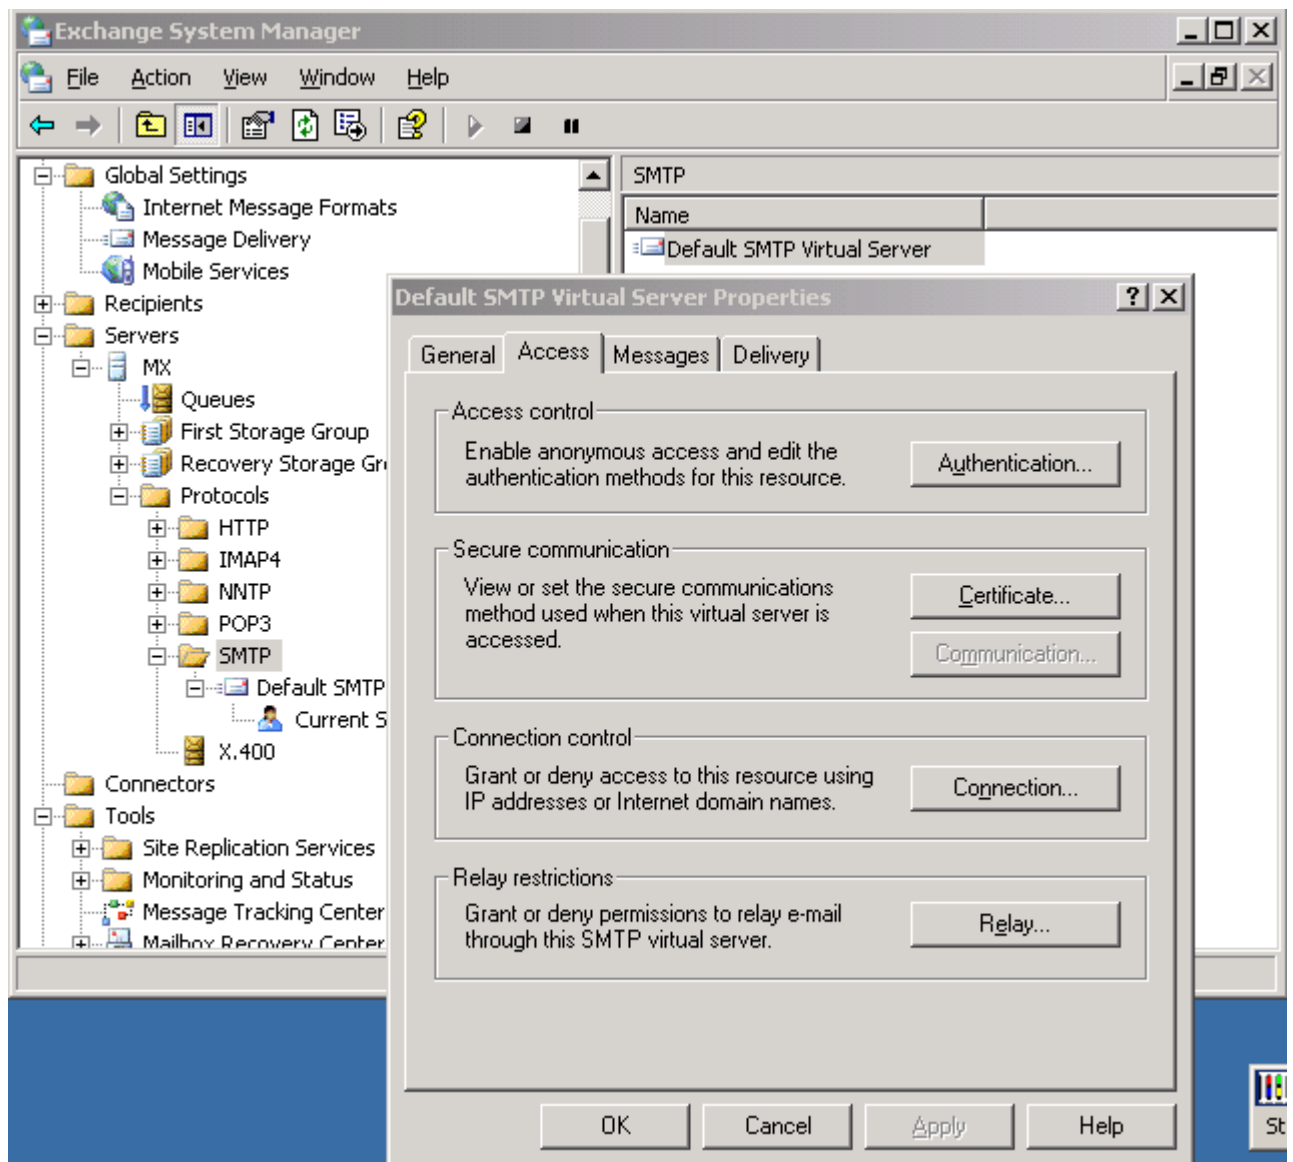 Exchange System Manager
File Action View Window Help
Global Settings
Internet Message Formats
Message Delivery
Mobile Services
Recipients
Servers
MX
Queues
First Storage Group
Recovery Storage Gr
Protocols
HTTP
IMAP4
NNTP
POP3
SMTP
Default SMTP
Current S
X.400
Connectors
Tools
Site Replication Services
Monitoring and Status
Message Tracking Center
Mailbox Recovery Center
SMTP
Name
Default SMTP Virtual Server
Default SMTP Virtual Server Properties
General Access Messages Delivery
Access control
Enable anonymous access and edit the
authentication methods for this resource.
Authentication...
Secure communication
View or set the secure communications
method used when this virtual server is
accessed.
Certificate...
Communication...
Connection control
Grant or deny access to this resource using
IP addresses or Internet domain names.
Connection...
Relay restrictions
Grant or deny permissions to relay e-mail
through this SMTP virtual server.
Relay...
OK Cancel Apply Help
St